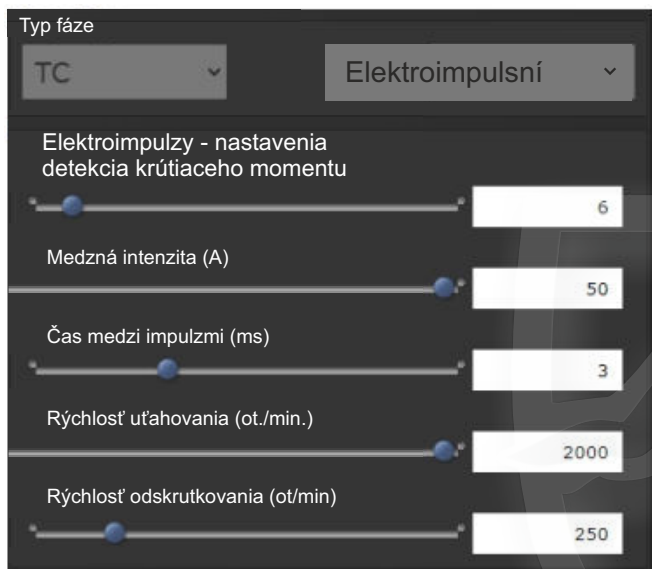 Typ fáze
TC
Elektroimpulsní
Elektroimpulzy - nastavenia
detekcia krútiaceho momentu
6
Medzná intenzita (A)
50
Čas medzi impulzmi (ms)
3
Rýchlosť uťahovania (ot./min.)
2000
Rýchlosť odskrutkovania (ot/min)
250